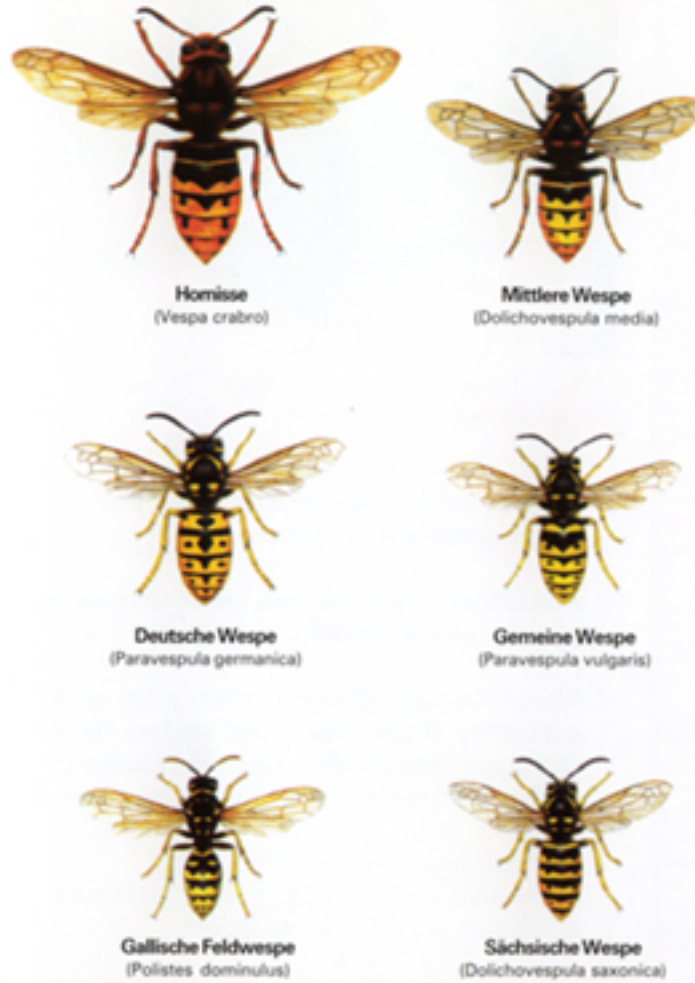 Hornisse
(Vespa crabro)
Mittlere Wespe
(Dolichovespula media)
Deutsche Wespe
(Paravespula germanica)
Gemeine Wespe
(Paravespula vulgaris)
Gallische Feldwespe
(Polistes dominulus)
Sächsische Wespe
(Dolichovespula saxonica)